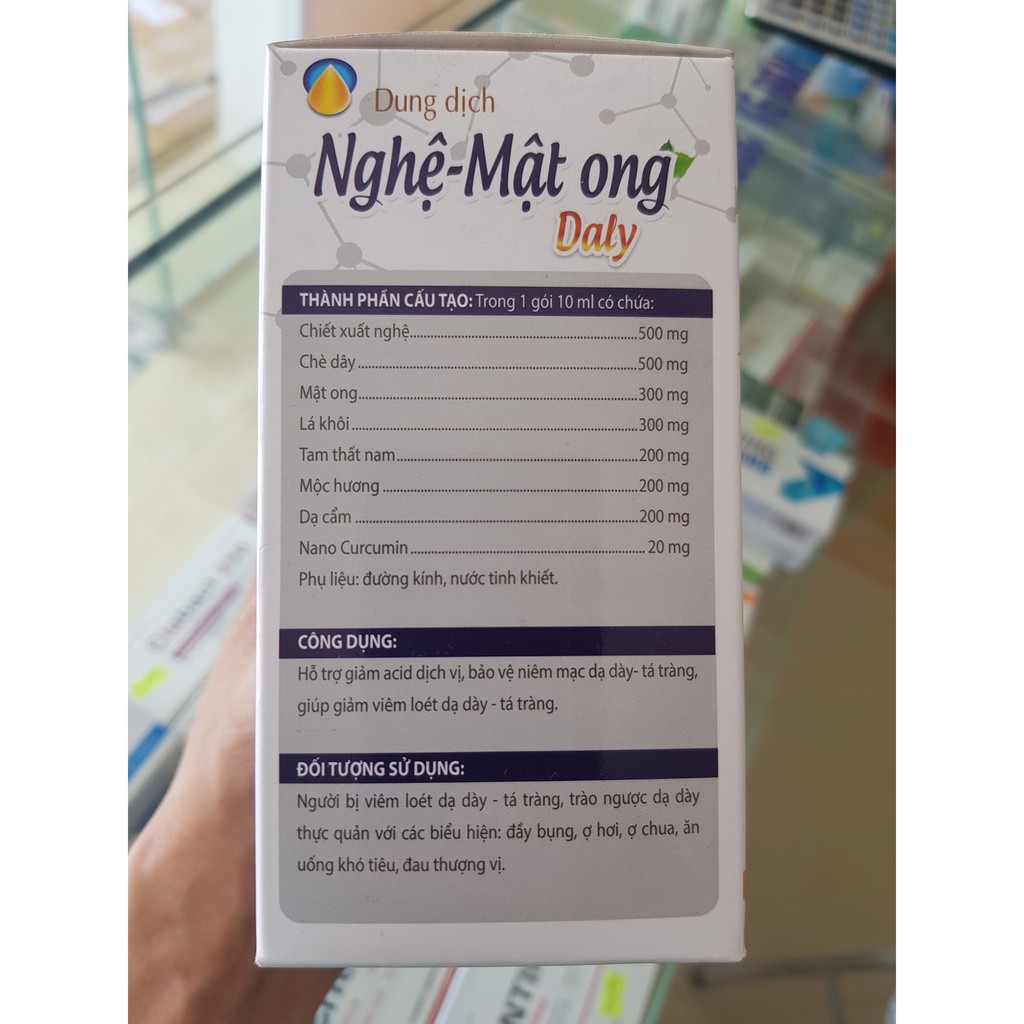 Dung dịch
Nghệ-Mật ong
Daly
THÀNH PHẦN CẤU TẠO: Trong 1 gói 10 ml có chứa:
Chiết xuất nghệ.....500 mg
Chè dây.....500 mg
Mật ong.....300 mg
Lá khôi.....300 mg
Tam thất nam.....200 mg
Mộc hương.....200 mg
Dạ cẩm.....200 mg
Nano Curcumin.....20 mg
Phụ liệu: đường kính, nước tinh khiết.
CÔNG DỤNG:
Hỗ trợ giảm acid dịch vị, bảo vệ niêm mạc dạ dày- tá tràng,
giúp giảm viêm loét dạ dày - tá tràng.
ĐỐI TƯỢNG SỬ DỤNG:
Người bị viêm loét dạ dày - tá tràng, trào ngược dạ dày
thực quản với các biểu hiện: đầy bụng, ợ hơi, ợ chua, ăn
uống khó tiêu, đau thượng vị.